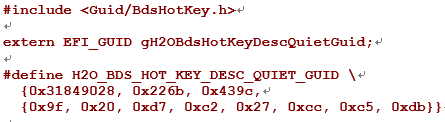 #include <Guid/BdsHotKey.h>
extern EFI_GUID gH2OBdsHotKeyDescQuietGuid;
#define H2O_BDS_HOT_KEY_DESC_QUIET_GUID \
{0x31849028, 0x226b, 0x439c,
{0x9f, 0x20, 0xd7, 0xc2, 0x27, 0xcc, 0xc5, 0xdb}}